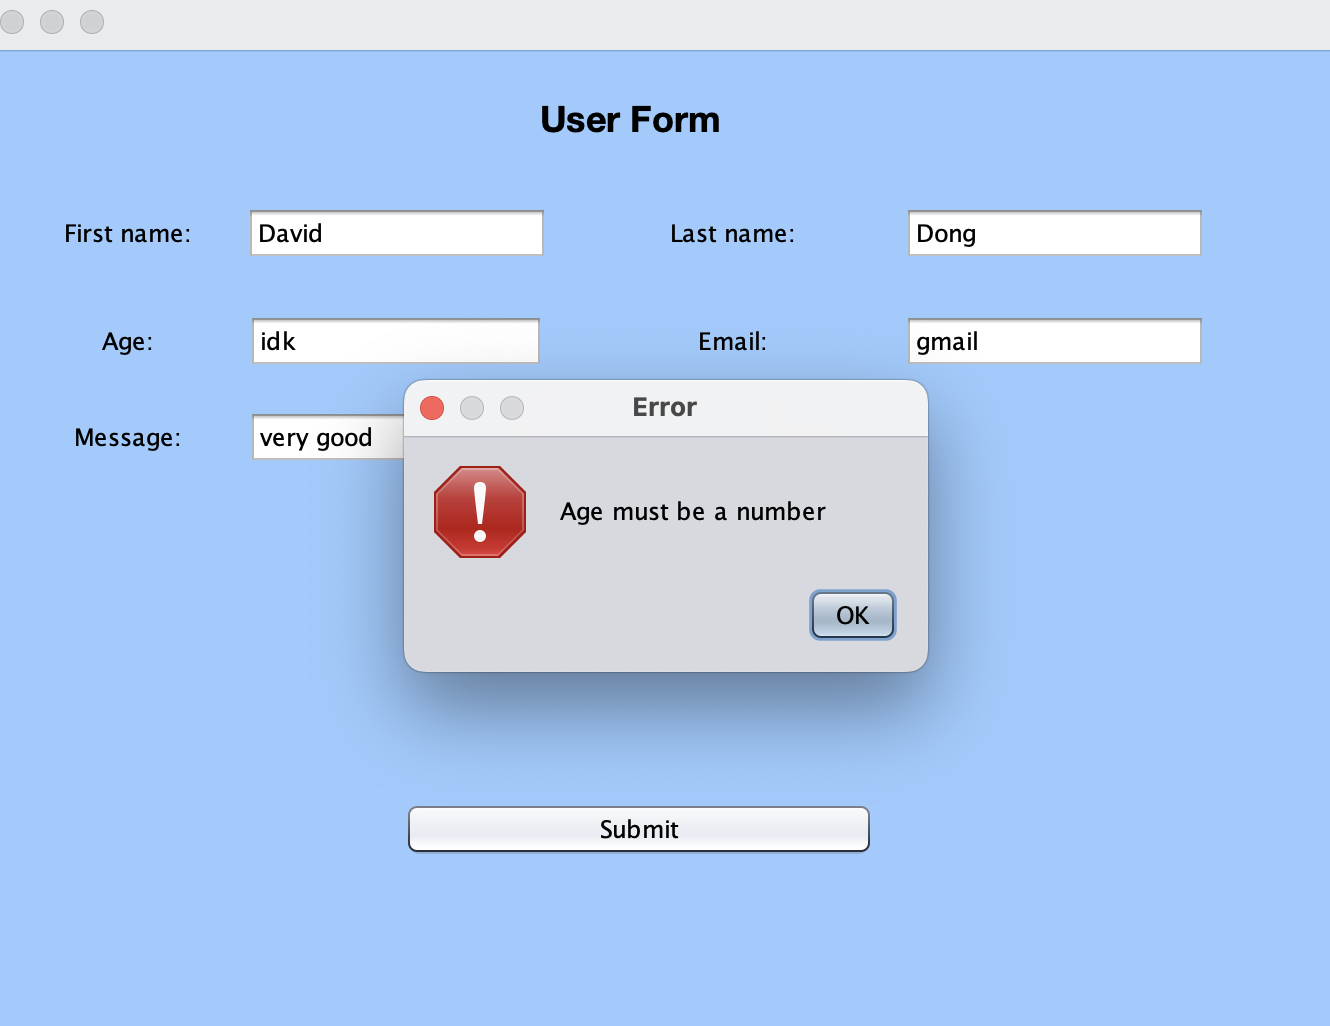 User Form
First name: David Last name: Dong
Age: idk Email: gmail
Message: very good
Error
Age must be a number
OK
Submit